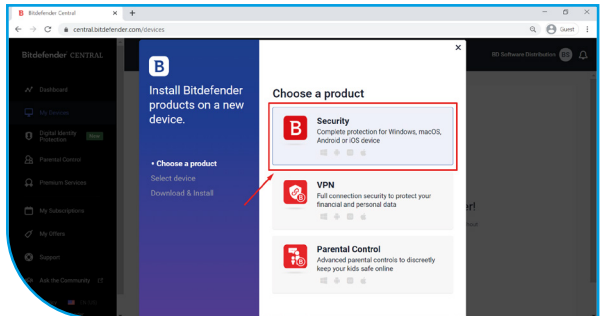 B Bitdefender Central
central.bitdefender.com/devices
Guest
Bitdefender CENTRAL
BD Software Distribution BS
B
Install Bitdefender
products on a new
device.
• Choose a product
Select device
Download & Install
Choose a product
B
Security
Complete protection for Windows, macOS,
Android or iOS device
VPN
Full connection security to protect your
financial and personal data
B
Parental Control
Advanced parental controls to discreetly
keep your kids safe online
B
Dashboard
My Devices
Digital Identity
Protection New
Parental Control
Premium Services
My Subscriptions
My Offers
Support
Ask the Community
er!